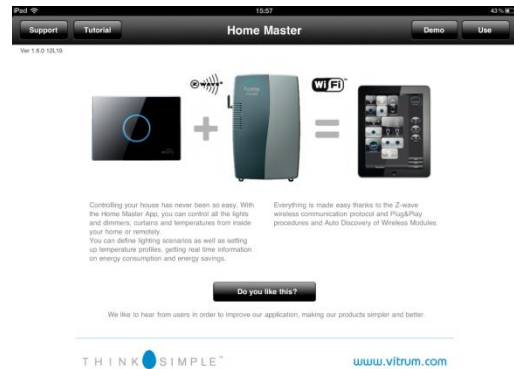 iPad 15:57 43 %
Support Tutorial Home Master Demo Use
Ver 1.6.0 12L19
WiFi
Controlling your house has never been so easy. With
the Home Master App, you can control all the lights
and dimmers, curtains and temperatures from inside
your home or remotely.
You can define lighting scenarios as well as setting
up temperature profiles, getting real time information
on energy consumption and energy savings.
Everything is made easy thanks to the Z-wave
wireless communication protocol and Plug&Play
procedures and Auto Discovery of Wireless Modules.
Do you like this?
We like to hear from users in order to improve our application, making our products simpler and better.
THINK SIMPLE™
www.vitrum.com